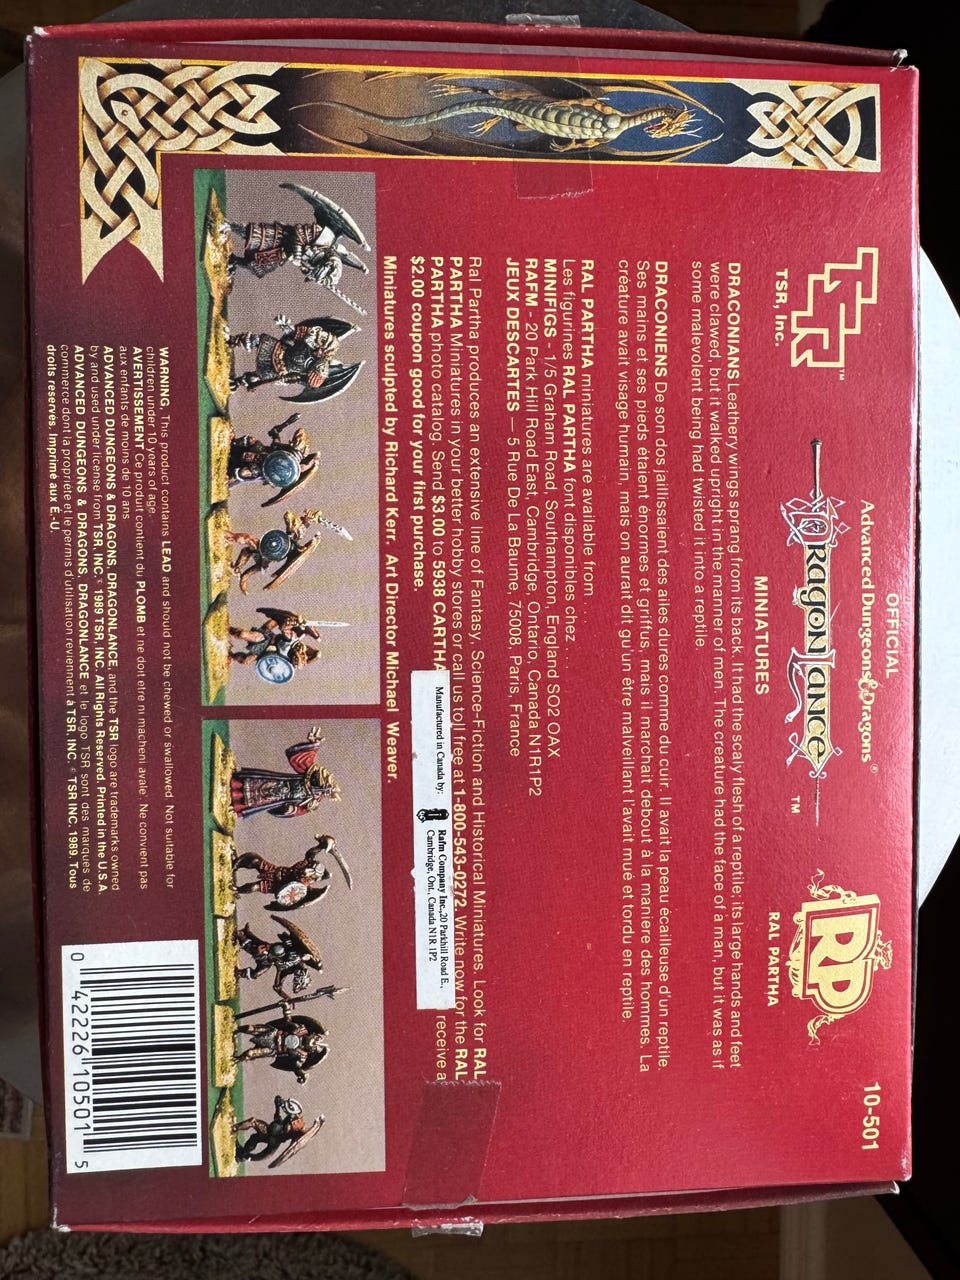 OFFICIAL
Advanced Dungeons & Dragons®
DRAGONLANCE™
MINIATURES
TSR™
TSR, Inc.
RP
RAL PARTHA
10-501
DRACONIANS Leathery wings sprang from its back. It had the scaly flesh of a reptile; its large hands and feet
were clawed, but it walked upright in the manner of men. The creature had the face of a man, but it was as if
some malevolent being had twisted it into a reptile.
DRACONIENS De son dos jaillissaient des ailes dures comme du cuir. Il avait la peau écailleuse d'un reptile.
Ses mains et ses pieds étaient énormes et griffus, mais il marchait debout à la maniere des hommes. La
créature avait visage humain, mais on aurait dit qu'un être malveillant l'avait mué et tordu en reptile.
RAL PARTHA miniatures are available from . . .
Les figurines RAL PARTHA font disponibles chez . . .
MINIFIGS - 1/5 Graham Road, Southampton, England SO2 OAX
RAFM - 20 Park Hill Road East, Cambridge, Ontario, Canada N1R1P2
JEUX DESCARTES — 5 Rue De La Baume, 75008, Paris, France
Ral Partha produces an extensive line of Fantasy, Science-Fiction and Historical Miniatures. Look for RAL
PARTHA Miniatures in your better hobby stores or call us toll free at 1-800-543-0272. Write now for the RAL
PARTHA photo catalog. Send $3.00 to 5938 CARTHA receive a
$2.00 coupon good for your first purchase.
Manufactured in Canada by:
Rafm Company Inc., 20 Parkhill Road E.,
Cambridge, Ont., Canada N1R 1P2
Miniatures sculpted by Richard Kerr. Art Director Michael Weaver.
WARNING, This product contains LEAD and should not be chewed or swallowed. Not suitable for
children under 10 years of age.
AVERTISSEMENT Ce produit contient du PLOMB et ne doit etre ni macheni avale. Ne convient pas
aux enfants de moins de 10 ans
ADVANCED DUNGEONS & DRAGONS, DRAGONLANCE, and the TSR logo are trademarks owned
by and used under license from TSR, INC. © 1989 TSR, INC. All Rights Reserved. Printed in the U.S.A.
ADVANCED DUNGEONS & DRAGONS, DRAGONLANCE et le logo TSR sont des marques de
commerce dont la propriete et le permis d'utilisation reviennent à TSR, INC. © TSR INC. 1989. Tous
droits reservés. Imprimé aux E.-U.
0 42226 10501 5